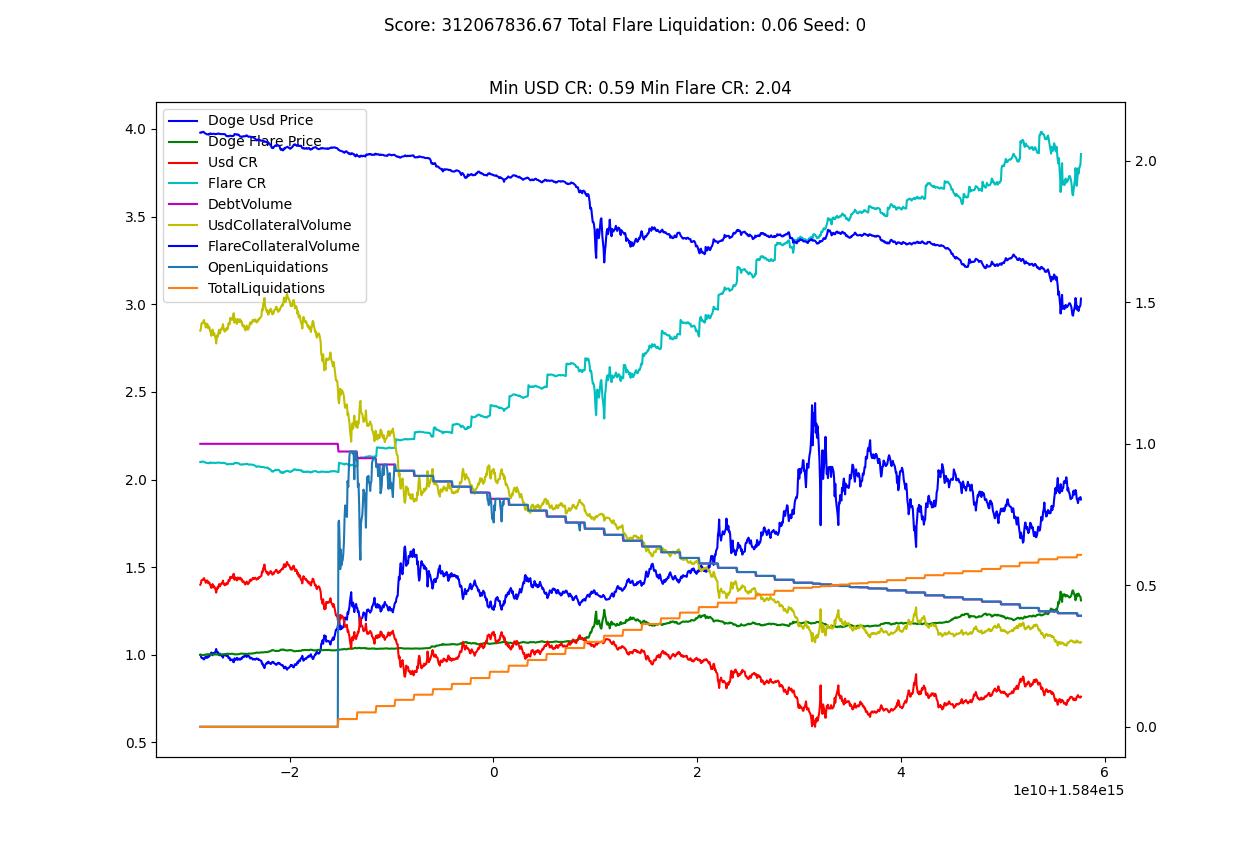 Score: 312067836.67 Total Flare Liquidation: 0.06 Seed: 0
Min USD CR: 0.59 Min Flare CR: 2.04
Doge Usd Price
Doge Flare Price
Usd CR
Flare CR
DebtVolume
UsdCollateralVolume
FlareCollateralVolume
OpenLiquidations
TotalLiquidations
4.0
3.5
3.0
2.5
2.0
1.5
1.0
0.5
2.0
1.5
1.0
0.5
0.0
−2 0 2 4 6
1e10+1.584e15